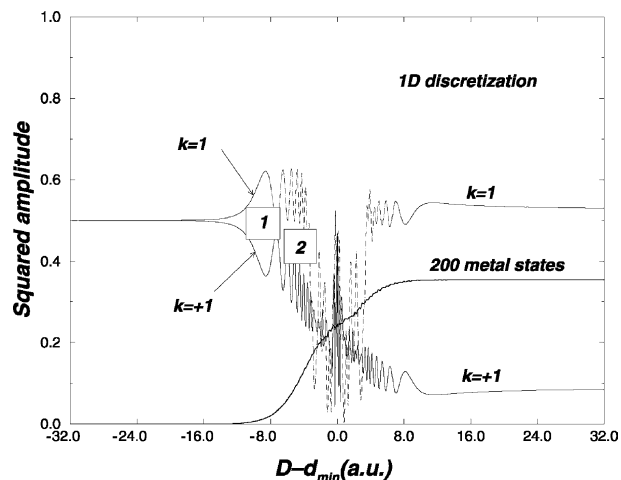 1.0
1D discretization
0.8
k=1
0.6
k=1
1
2
0.4
200 metal states
k=+1
0.2
k=+1
0.0
-32.0 -24.0 -16.0 -8.0 0.0 8.0 16.0 24.0 32.0
D–dmin(a.u.)
Squared amplitude